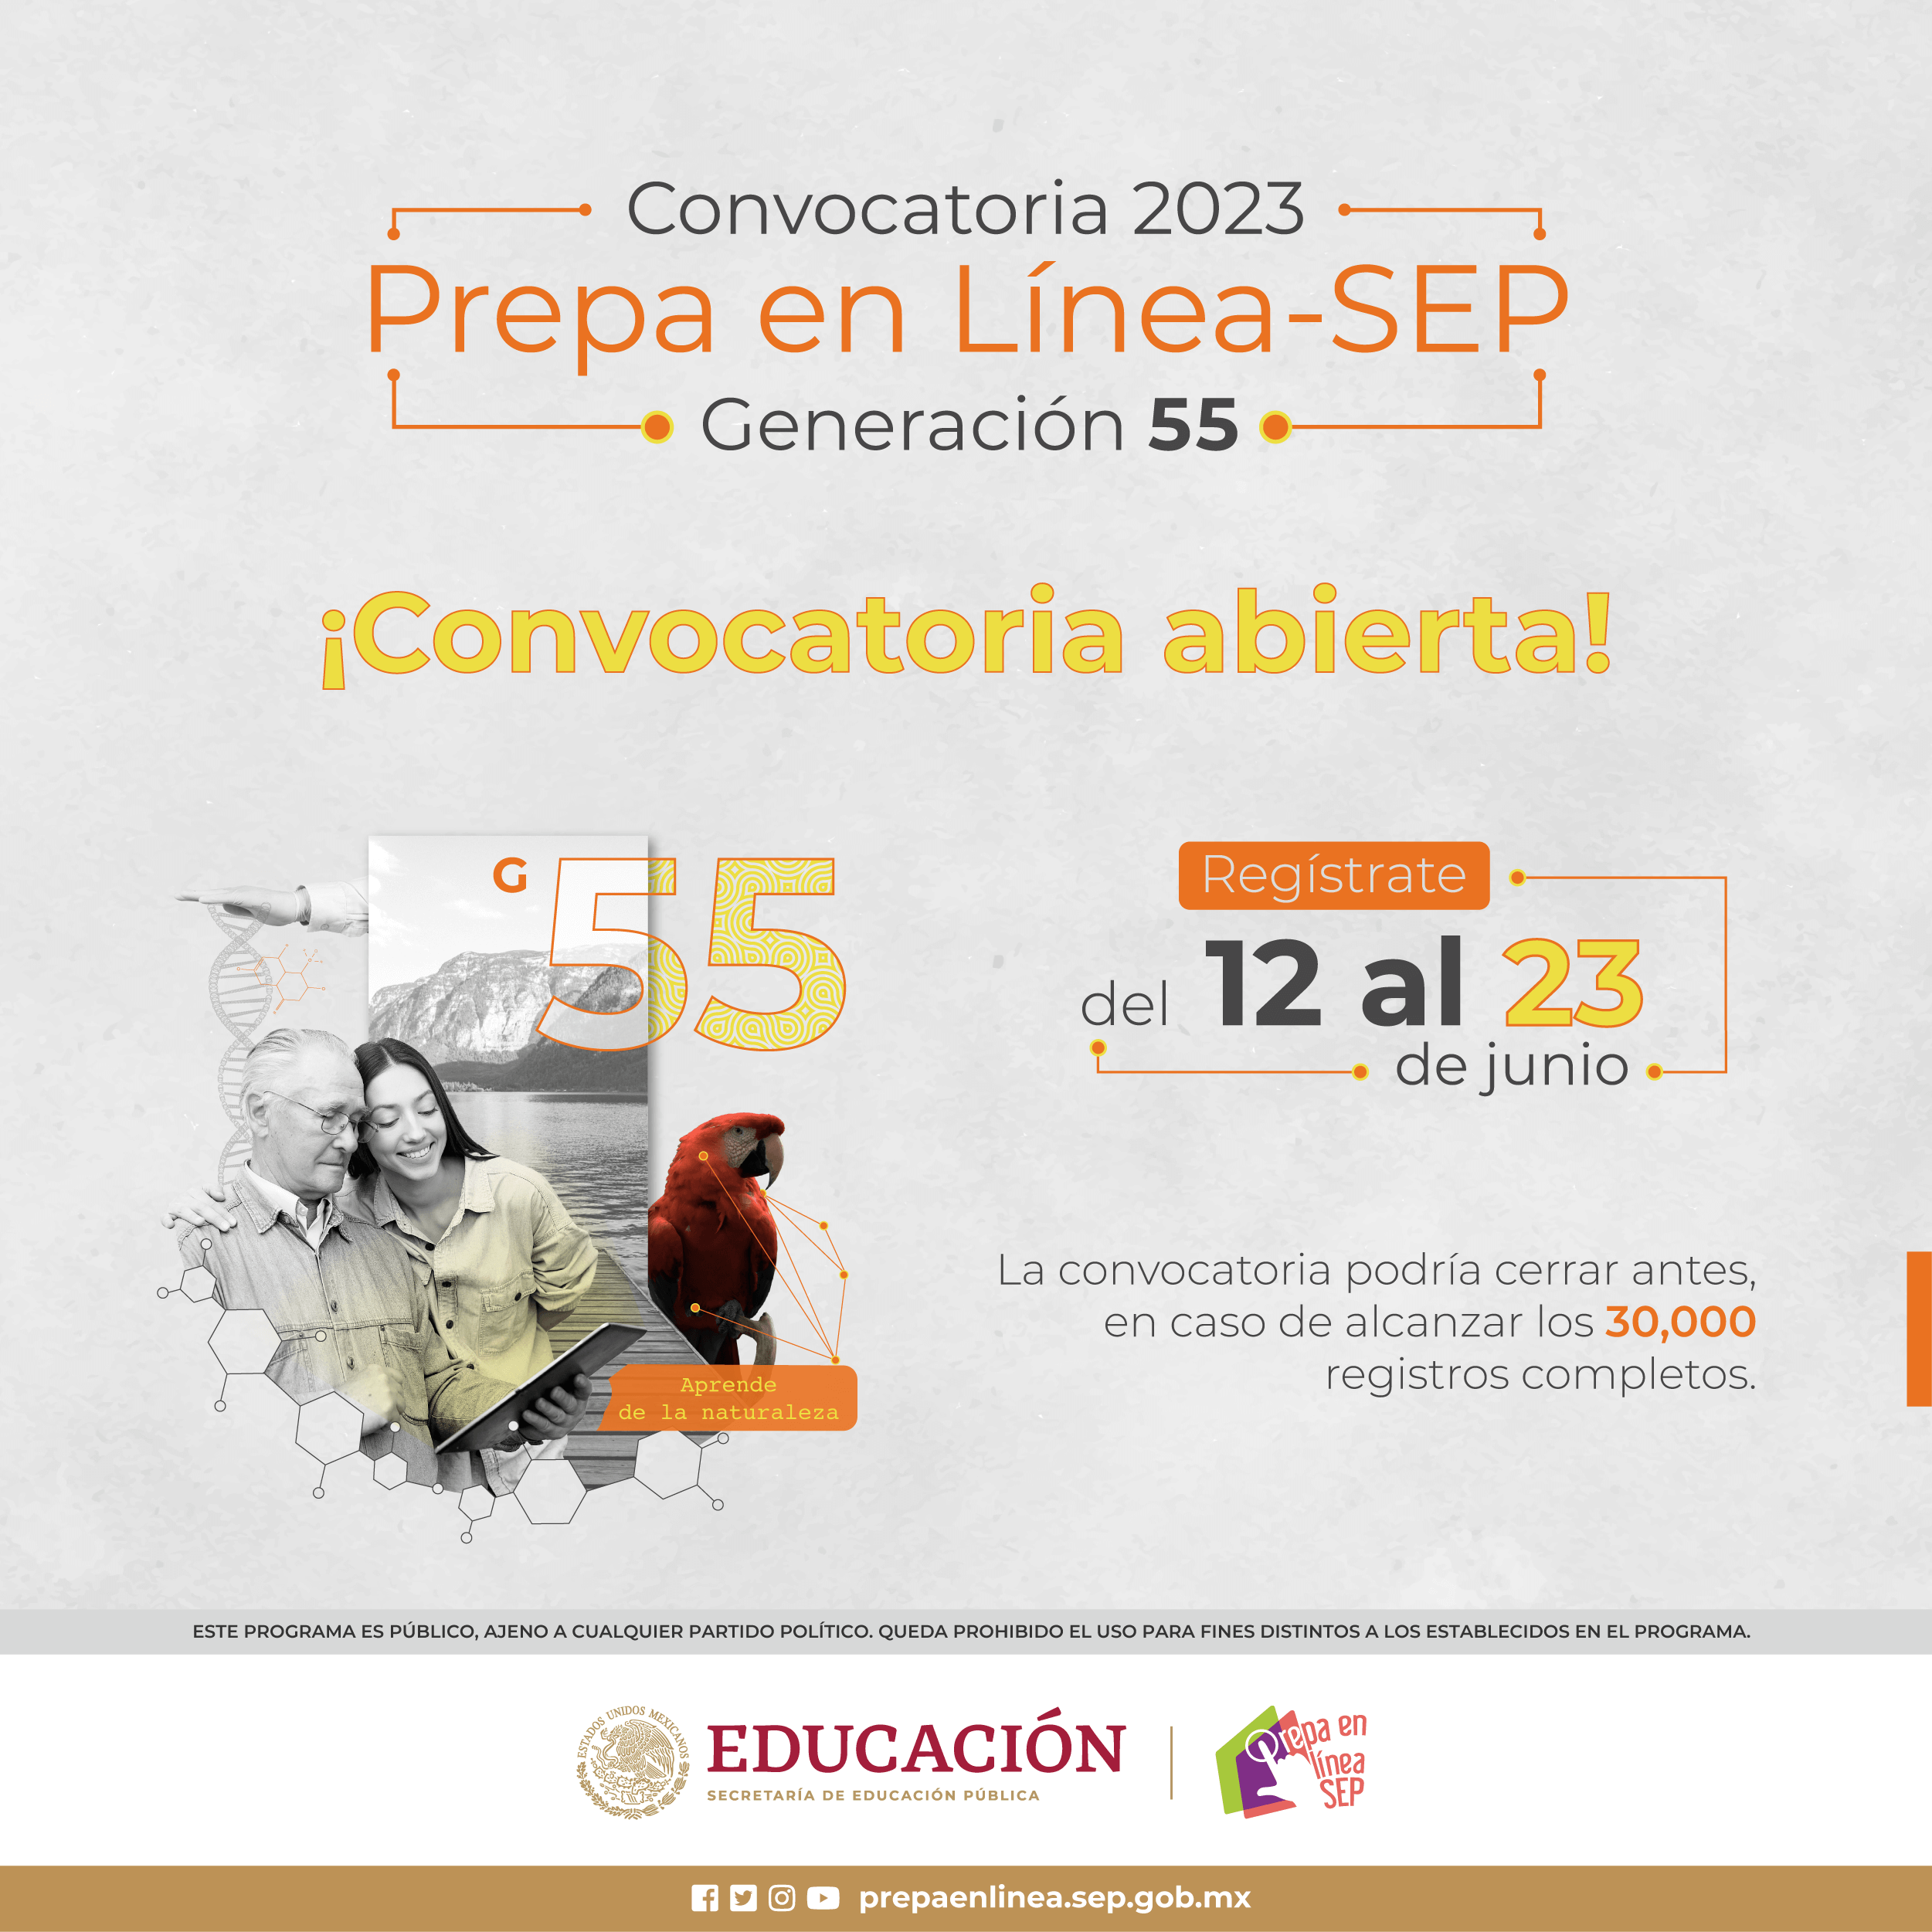 Convocatoria 2023
Prepa en Línea-SEP
Generación 55
¡Convocatoria abierta!
G 55
Aprende
de la naturaleza
Regístrate
del 12 al 23
de junio
La convocatoria podría cerrar antes,
en caso de alcanzar los 30,000
registros completos.
ESTE PROGRAMA ES PÚBLICO, AJENO A CUALQUIER PARTIDO POLÍTICO. QUEDA PROHIBIDO EL USO PARA FINES DISTINTOS A LOS ESTABLECIDOS EN EL PROGRAMA.
ESTADOS UNIDOS MEXICANOS
EDUCACIÓN
SECRETARÍA DE EDUCACIÓN PÚBLICA
Prepa en
línea
SEP
prepaenlinea.sep.gob.mx